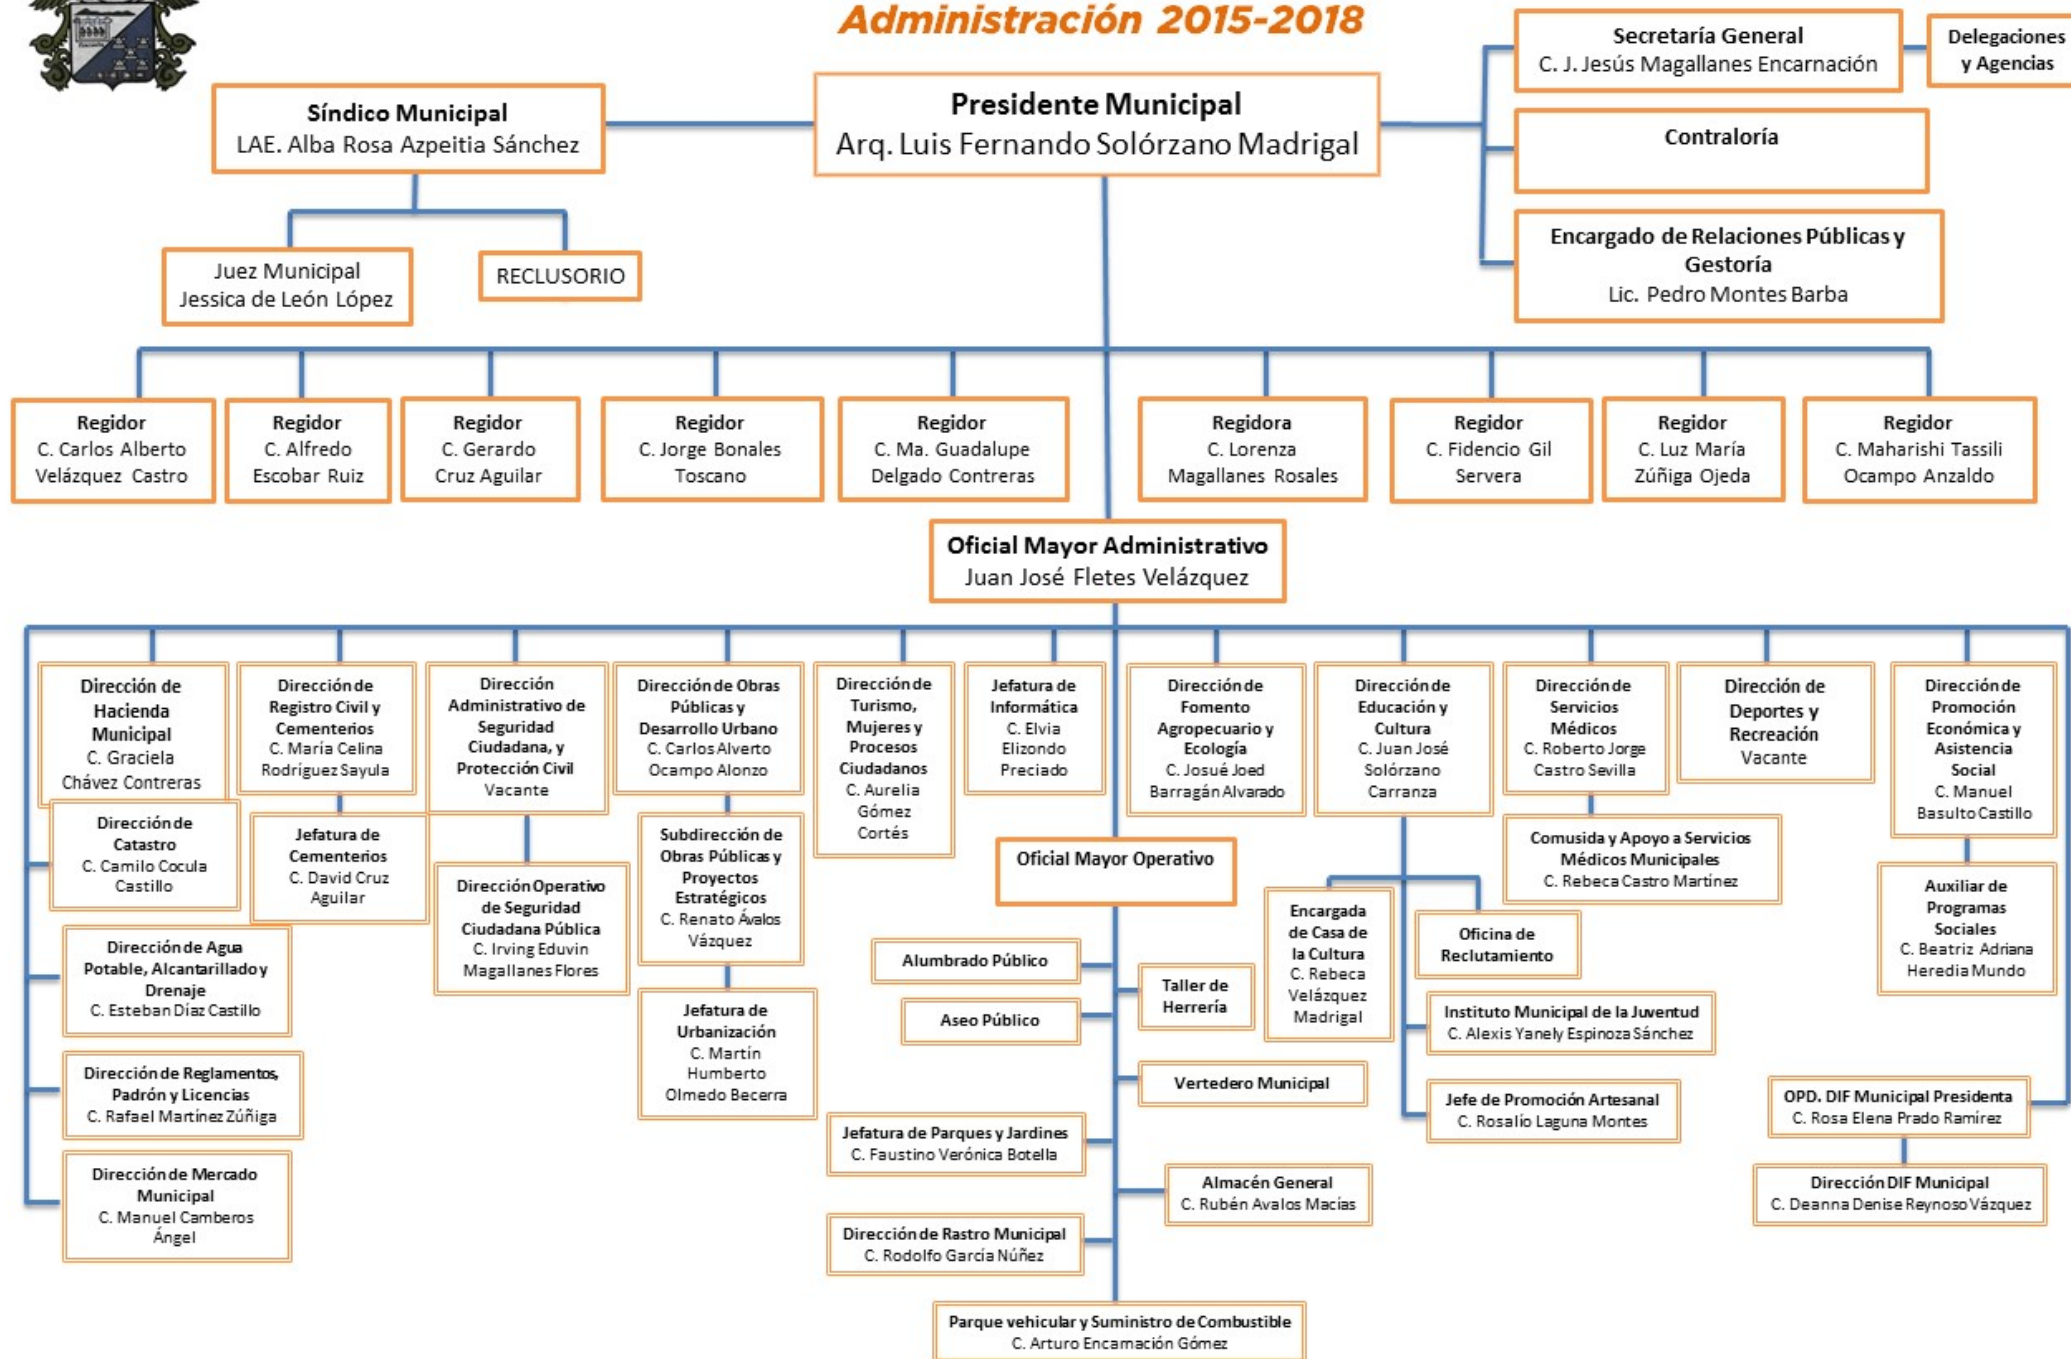 Administración 2015-2018
Secretaría General
C. J. Jesús Magallanes Encarnación
Delegaciones
y Agencias
Síndico Municipal
LAE. Alba Rosa Azpeitia Sánchez
Presidente Municipal
Arq. Luis Fernando Solórzano Madrigal
Contraloría
Encargado de Relaciones Públicas y
Gestoría
Lic. Pedro Montes Barba
Juez Municipal
Jessica de León López
RECLUSORIO
Regidor
C. Carlos Alberto
Velázquez Castro
Regidor
C. Alfredo
Escobar Ruiz
Regidor
C. Gerardo
Cruz Aguilar
Regidor
C. Jorge Bonales
Toscano
Regidor
C. Ma. Guadalupe
Delgado Contreras
Regidora
C. Lorenza
Magallanes Rosales
Regidor
C. Fidencio Gil
Servera
Regidor
C. Luz María
Zúñiga Ojeda
Regidor
C. Maharishi Tassili
Ocampo Anzaldo
Oficial Mayor Administrativo
Juan José Fletes Velázquez
Dirección de
Hacienda
Municipal
C. Graciela
Chávez Contreras
Dirección de
Registro Civil y
Cementerios
C. María Celina
Rodríguez Sayula
Dirección
Administrativo de
Seguridad
Ciudadana, y
Protección Civil
Vacante
Dirección de Obras
Públicas y
Desarrollo Urbano
C. Carlos Alverto
Ocampo Alonzo
Dirección de
Turismo,
Mujeres y
Procesos
Ciudadanos
C. Aurelia
Gómez
Cortés
Jefatura de
Informática
C. Elvia
Elizondo
Preciado
Dirección de
Fomento
Agropecuario y
Ecología
C. Josué Joed
Barragán Alvarado
Dirección de
Educación y
Cultura
C. Juan José
Solórzano
Carranza
Dirección de
Servicios
Médicos
C. Roberto Jorge
Castro Sevilla
Dirección de
Deportes y
Recreación
Vacante
Dirección de
Promoción
Económica y
Asistencia
Social
C. Manuel
Basulto Castillo
Dirección de
Catastro
C. Camilo Cocula
Castillo
Jefatura de
Cementerios
C. David Cruz
Aguilar
Dirección Operativo
de Seguridad
Ciudadana Pública
C. Irving Eduvin
Magallanes Flores
Subdirección de
Obras Públicas y
Proyectos
Estratégicos
C. Renato Ávalos
Vázquez
Oficial Mayor Operativo
Comusida y Apoyo a Servicios
Médicos Municipales
C. Rebeca Castro Martínez
Auxiliar de
Programas
Sociales
C. Beatriz Adriana
Heredia Mundo
Encargada
de Casa de
la Cultura
C. Rebeca
Velázquez
Madrigal
Oficina de
Reclutamiento
Dirección de Agua
Potable, Alcantarillado y
Drenaje
C. Esteban Díaz Castillo
Alumbrado Público
Taller de
Herrería
Aseo Público
Jefatura de
Urbanización
C. Martín
Humberto
Olmedo Becerra
Instituto Municipal de la Juventud
C. Alexis Yanely Espinoza Sánchez
Dirección de Reglamentos,
Padrón y Licencias
C. Rafael Martínez Zúñiga
Vertedero Municipal
Jefe de Promoción Artesanal
C. Rosalío Laguna Montes
OPD. DIF Municipal Presidenta
C. Rosa Elena Prado Ramírez
Jefatura de Parques y Jardines
C. Faustino Verónica Botella
Dirección de Mercado
Municipal
C. Manuel Camberos
Ángel
Almacén General
C. Rubén Avalos Macías
Dirección DIF Municipal
C. Deanna Denise Reynoso Vázquez
Dirección de Rastro Municipal
C. Rodolfo García Núñez
Parque vehicular y Suministro de Combustible
C. Arturo Encarnación Gómez